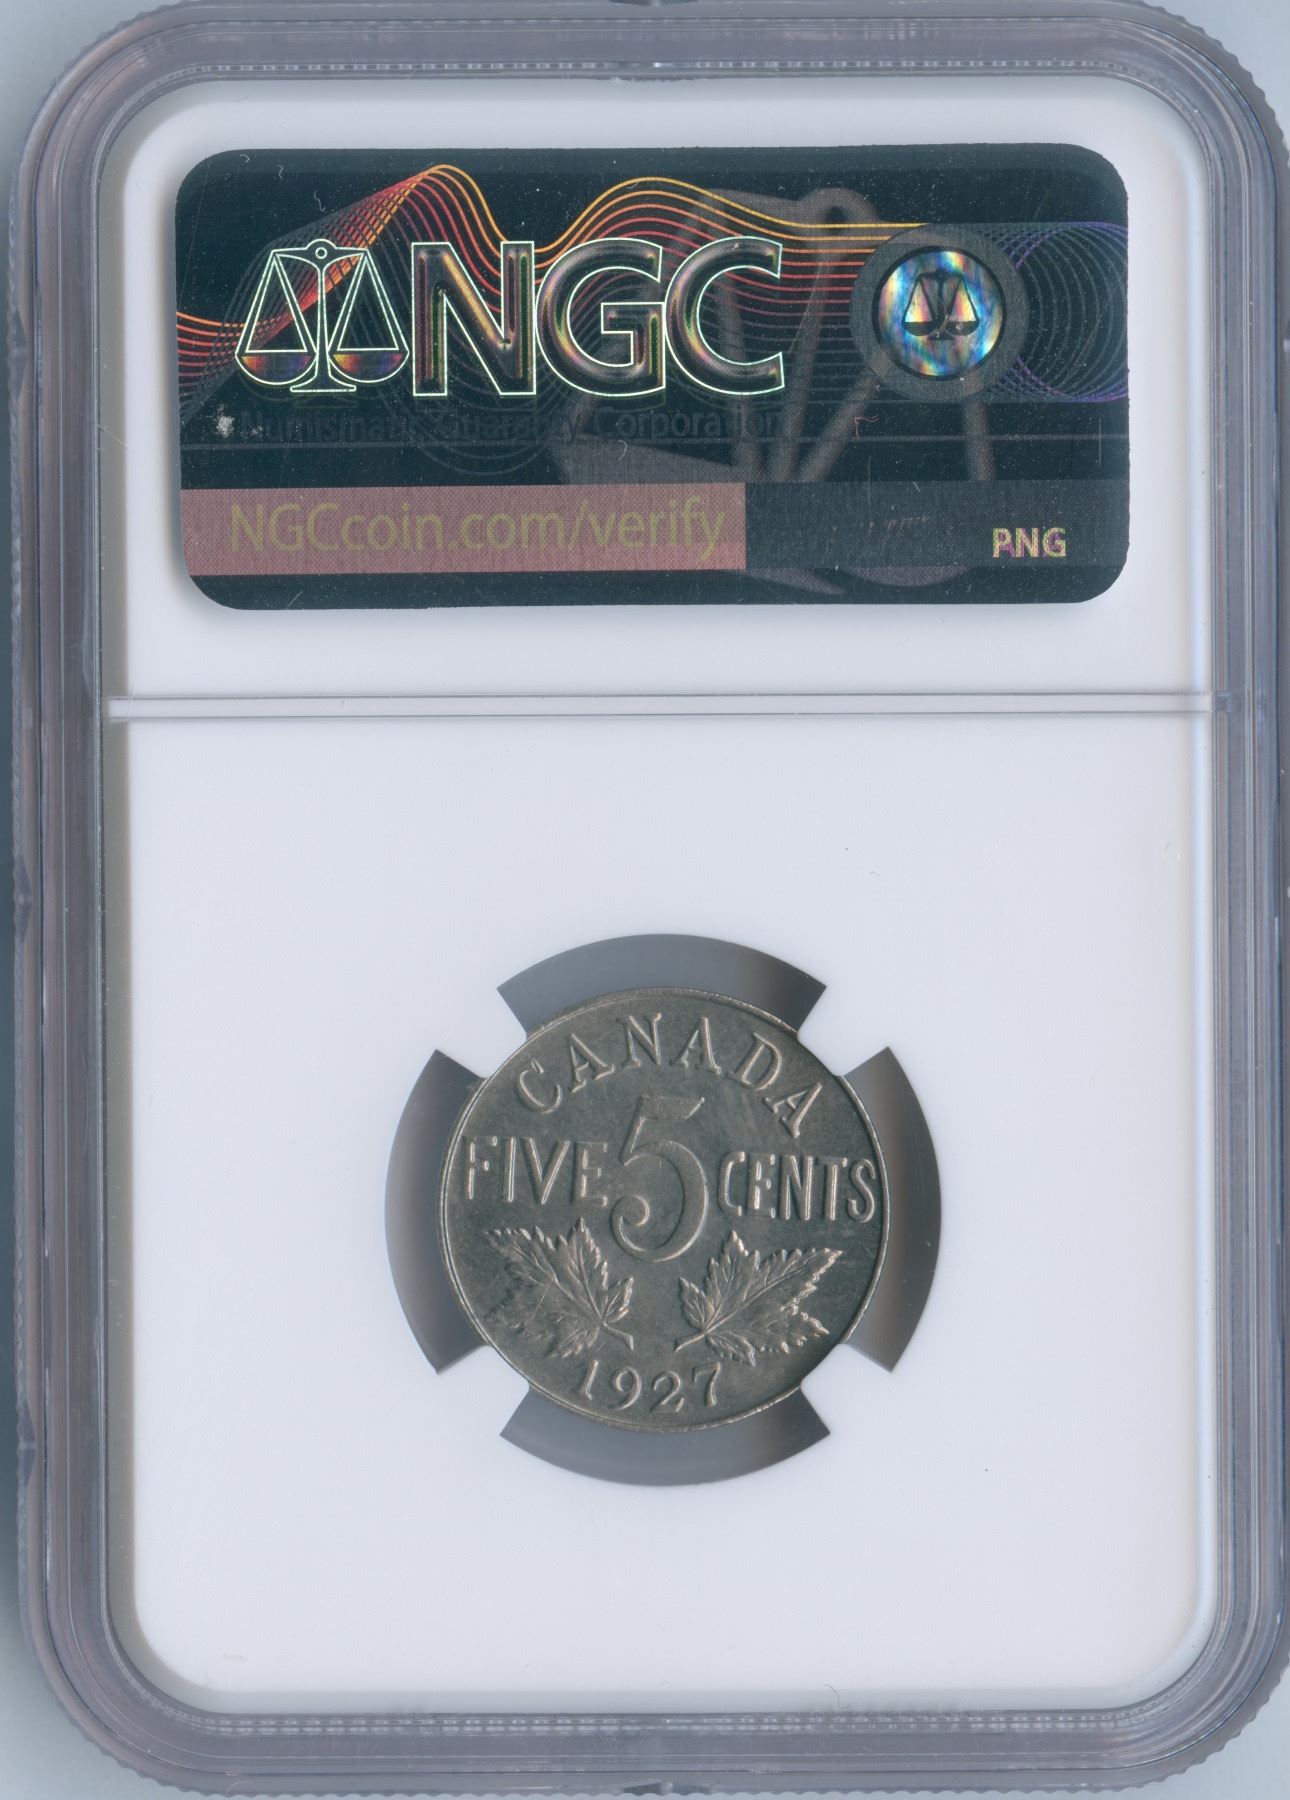 NGC
Numismatic Guaranty Corporation
NGCcoin.com/verify
PNG
CANADA
FIVE 5 CENTS
1927